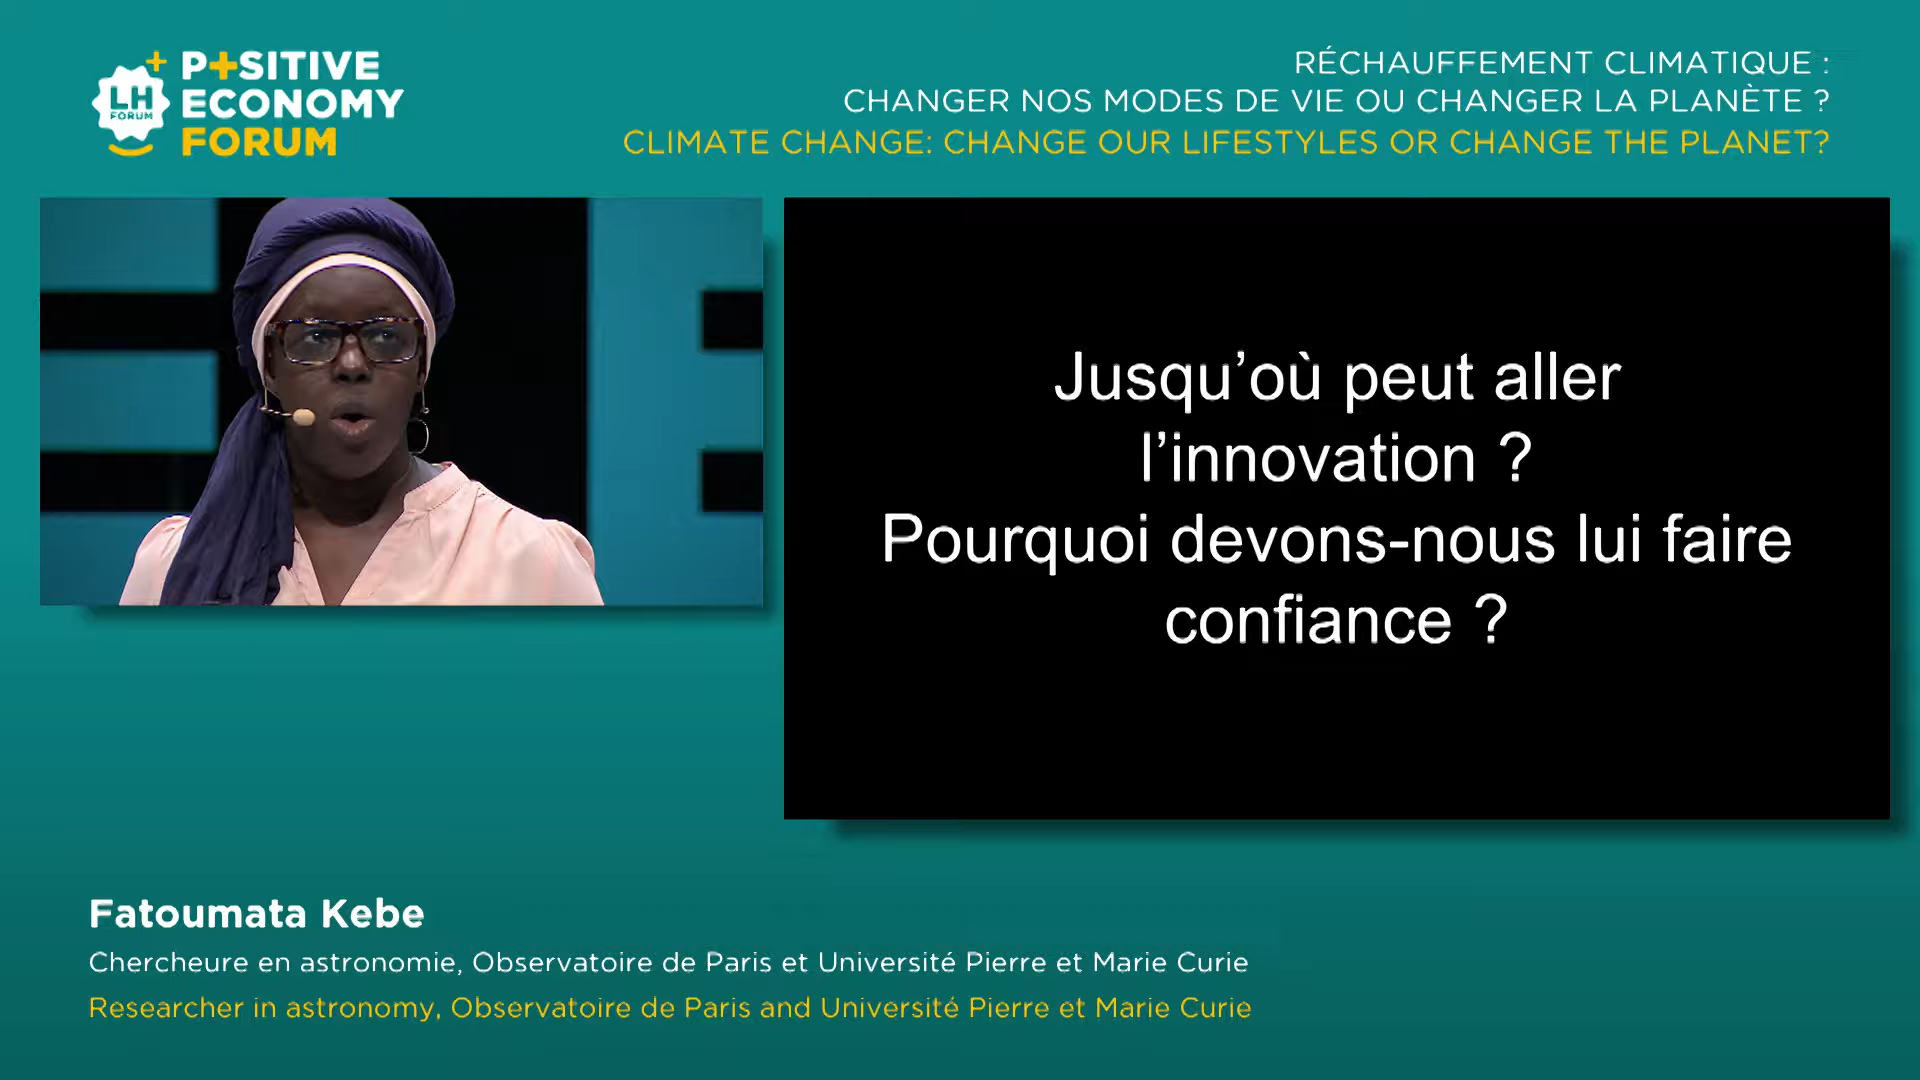 P+SITIVE
ECONOMY
FORUM
LH
FORUM
RÉCHAUFFEMENT CLIMATIQUE :
CHANGER NOS MODES DE VIE OU CHANGER LA PLANÈTE ?
CLIMATE CHANGE: CHANGE OUR LIFESTYLES OR CHANGE THE PLANET?
Jusqu’où peut aller
l’innovation ?
Pourquoi devons-nous lui faire
confiance ?
Fatoumata Kebe
Chercheure en astronomie, Observatoire de Paris et Université Pierre et Marie Curie
Researcher in astronomy, Observatoire de Paris and Université Pierre et Marie Curie